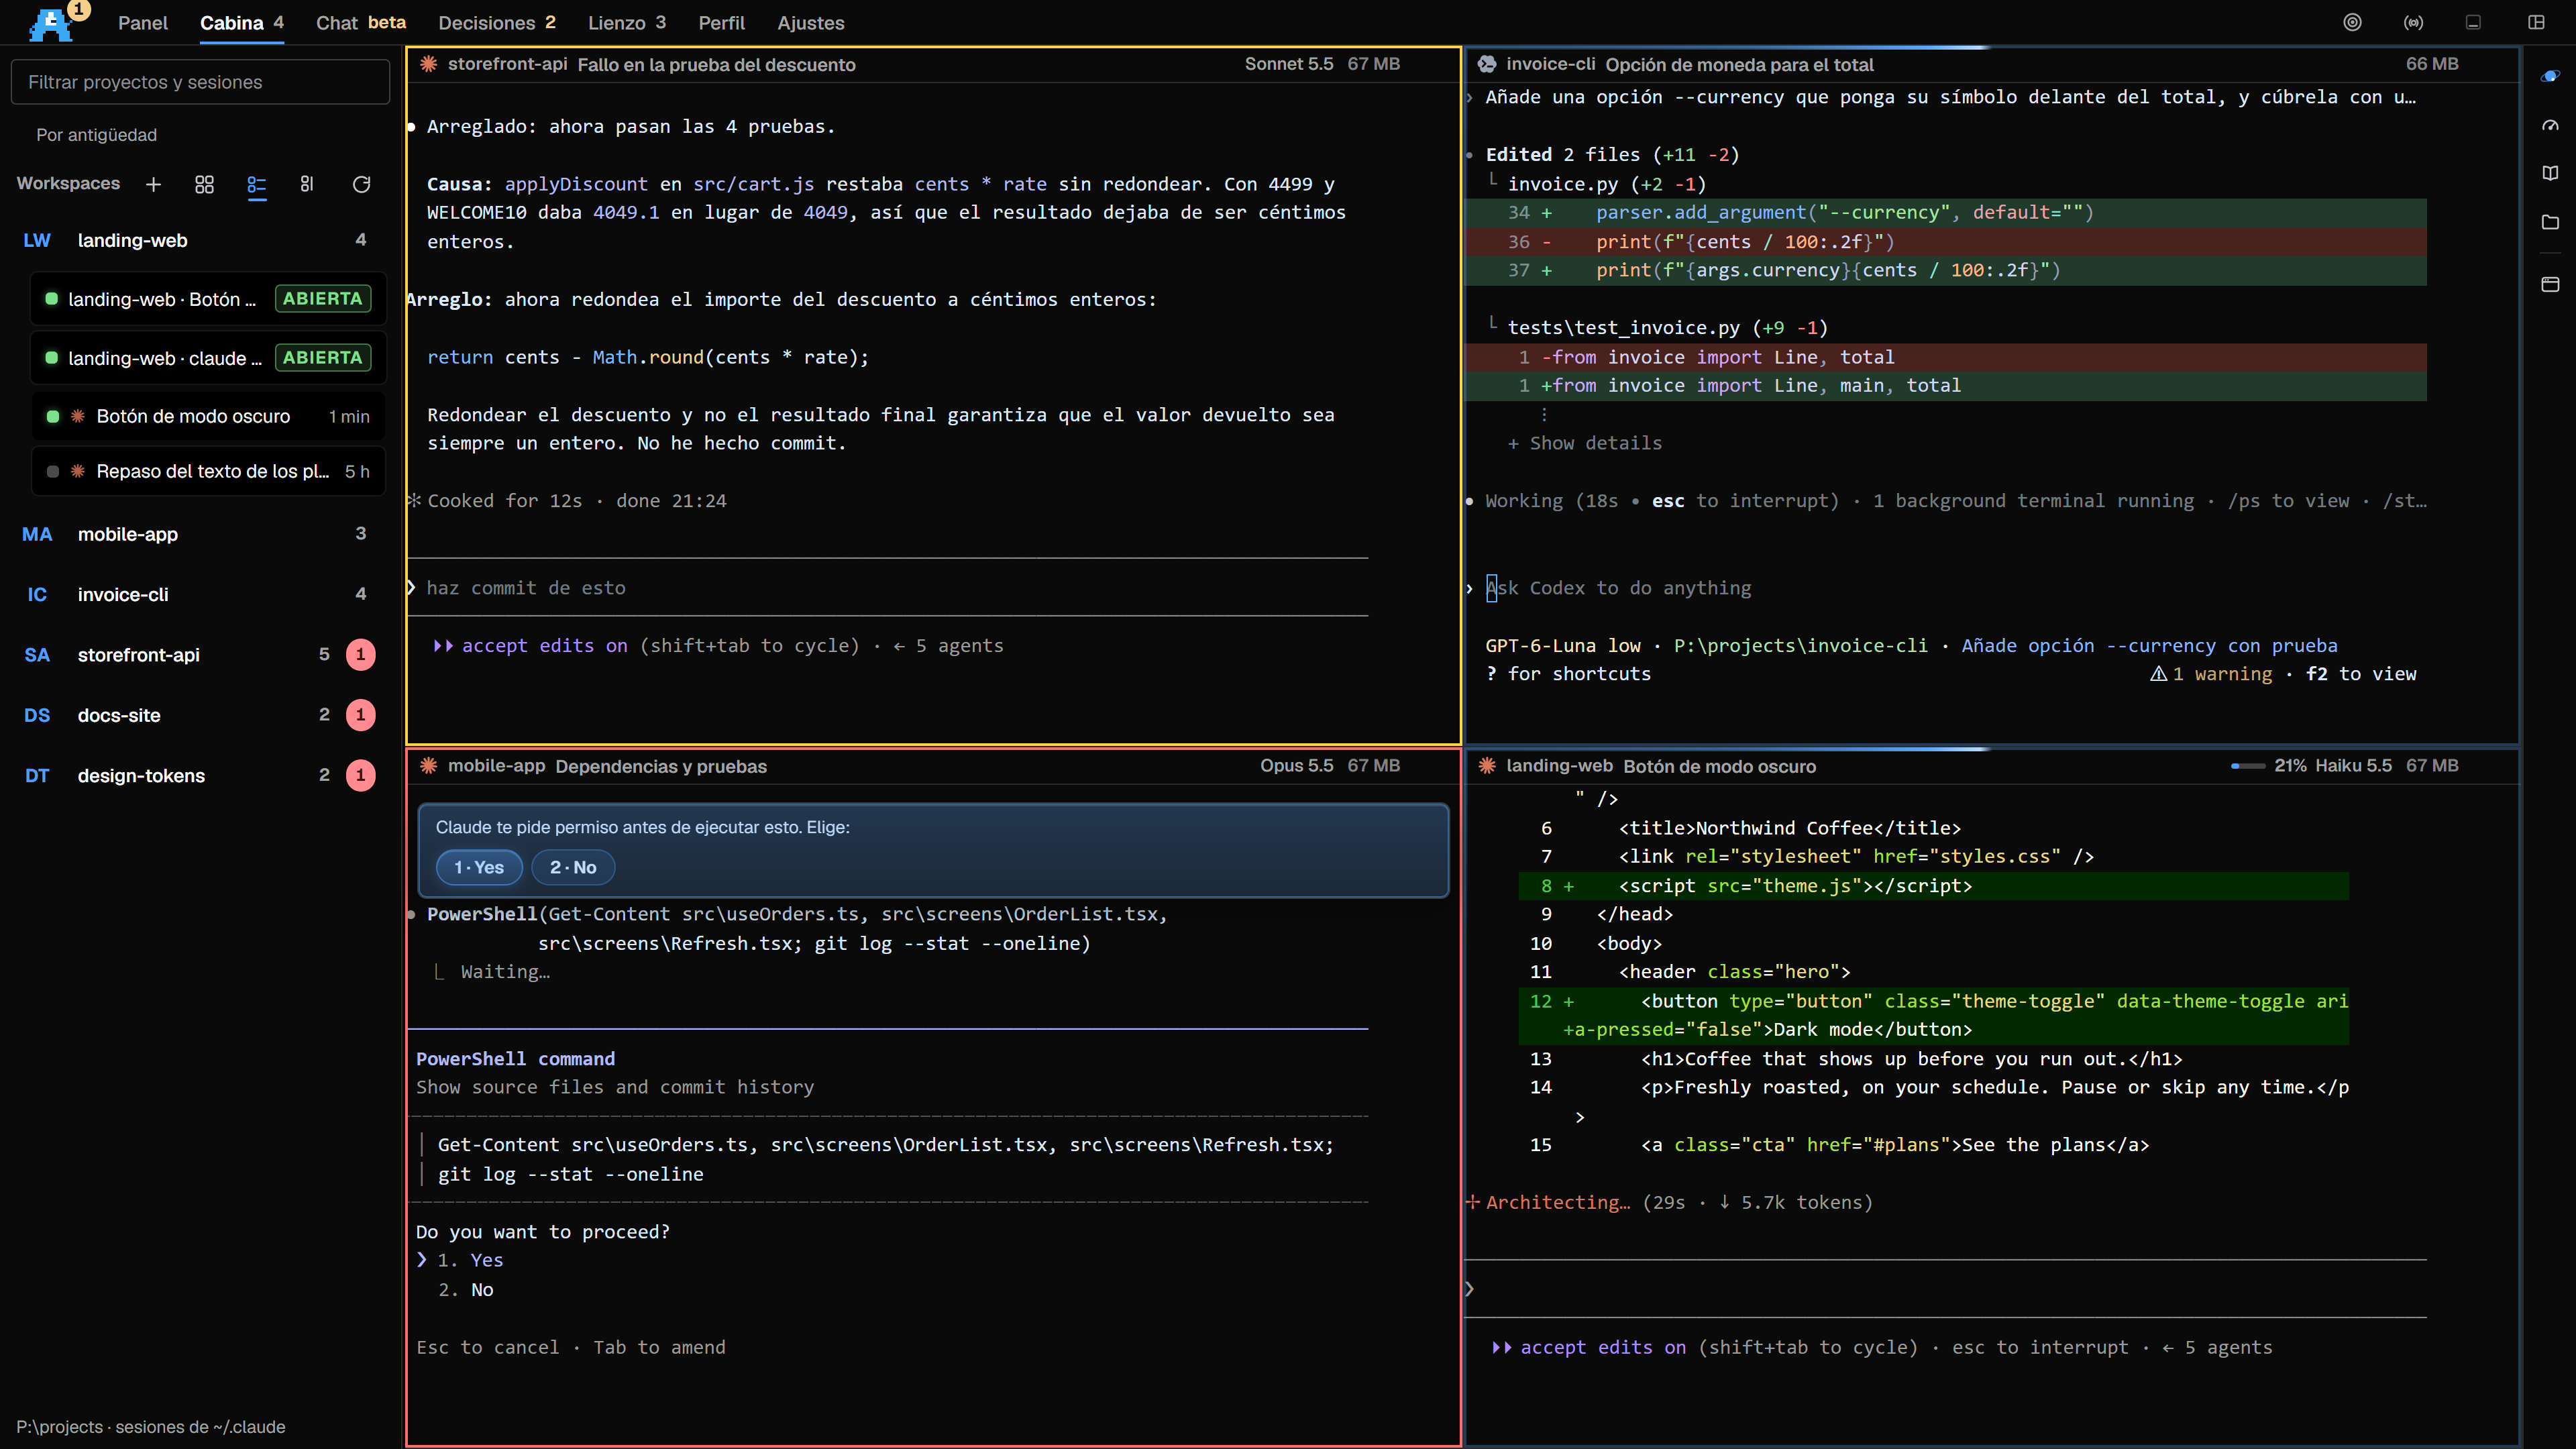 1
Panel
Cabina 4
Chat beta
Decisiones 2
Lienzo 3
Perfil
Ajustes
Filtrar proyectos y sesiones
Por antigüedad
Workspaces
LW landing-web 4
landing-web · Botón ... ABIERTA
landing-web · claude ... ABIERTA
Botón de modo oscuro 1 min
Repaso del texto de los pl... 5 h
MA mobile-app 3
IC invoice-cli 4
SA storefront-api 5 1
DS docs-site 2 1
DT design-tokens 2 1
P:\projects · sesiones de ~/.claude
storefront-api Fallo en la prueba del descuento Sonnet 5.5 67 MB
● Arreglado: ahora pasan las 4 pruebas.
Causa: applyDiscount en src/cart.js restaba cents * rate sin redondear. Con 4499 y
WELCOME10 daba 4049.1 en lugar de 4049, así que el resultado dejaba de ser céntimos
enteros.
Arreglo: ahora redondea el importe del descuento a céntimos enteros:
return cents - Math.round(cents * rate);
Redondear el descuento y no el resultado final garantiza que el valor devuelto sea
siempre un entero. No he hecho commit.
✻ Cooked for 12s · done 21:24
❯ haz commit de esto
⏵⏵ accept edits on (shift+tab to cycle) · ← 5 agents
invoice-cli Opción de moneda para el total 66 MB
› Añade una opción --currency que ponga su símbolo delante del total, y cúbrela con u…
• Edited 2 files (+11 -2)
└ invoice.py (+2 -1)
34 + parser.add_argument("--currency", default="")
36 - print(f"{cents / 100:.2f}")
37 + print(f"{args.currency}{cents / 100:.2f}")
└ tests\test_invoice.py (+9 -1)
1 -from invoice import Line, total
1 +from invoice import Line, main, total
⋮
+ Show details
• Working (18s • esc to interrupt) · 1 background terminal running · /ps to view · /st…
› Ask Codex to do anything
GPT-6-Luna low · P:\projects\invoice-cli · Añade opción --currency con prueba
? for shortcuts ⚠ 1 warning · f2 to view
mobile-app Dependencias y pruebas Opus 5.5 67 MB
Claude te pide permiso antes de ejecutar esto. Elige:
1 · Yes 2 · No
● PowerShell(Get-Content src\useOrders.ts, src\screens\OrderList.tsx,
src\screens\Refresh.tsx; git log --stat --oneline)
⎿ Waiting…
PowerShell command
Show source files and commit history
Get-Content src\useOrders.ts, src\screens\OrderList.tsx, src\screens\Refresh.tsx;
git log --stat --oneline
Do you want to proceed?
❯ 1. Yes
2. No
Esc to cancel · Tab to amend
landing-web Botón de modo oscuro 21% Haiku 5.5 67 MB
" />
6 <title>Northwind Coffee</title>
7 <link rel="stylesheet" href="styles.css" />
8 + <script src="theme.js"></script>
9 </head>
10 <body>
11 <header class="hero">
12 + <button type="button" class="theme-toggle" data-theme-toggle ari
+a-pressed="false">Dark mode</button>
13 <h1>Coffee that shows up before you run out.</h1>
14 <p>Freshly roasted, on your schedule. Pause or skip any time.</p
>
15 <a class="cta" href="#plans">See the plans</a>
✢ Architecting… (29s · ↓ 5.7k tokens)
❯
⏵⏵ accept edits on (shift+tab to cycle) · esc to interrupt · ← 5 agents